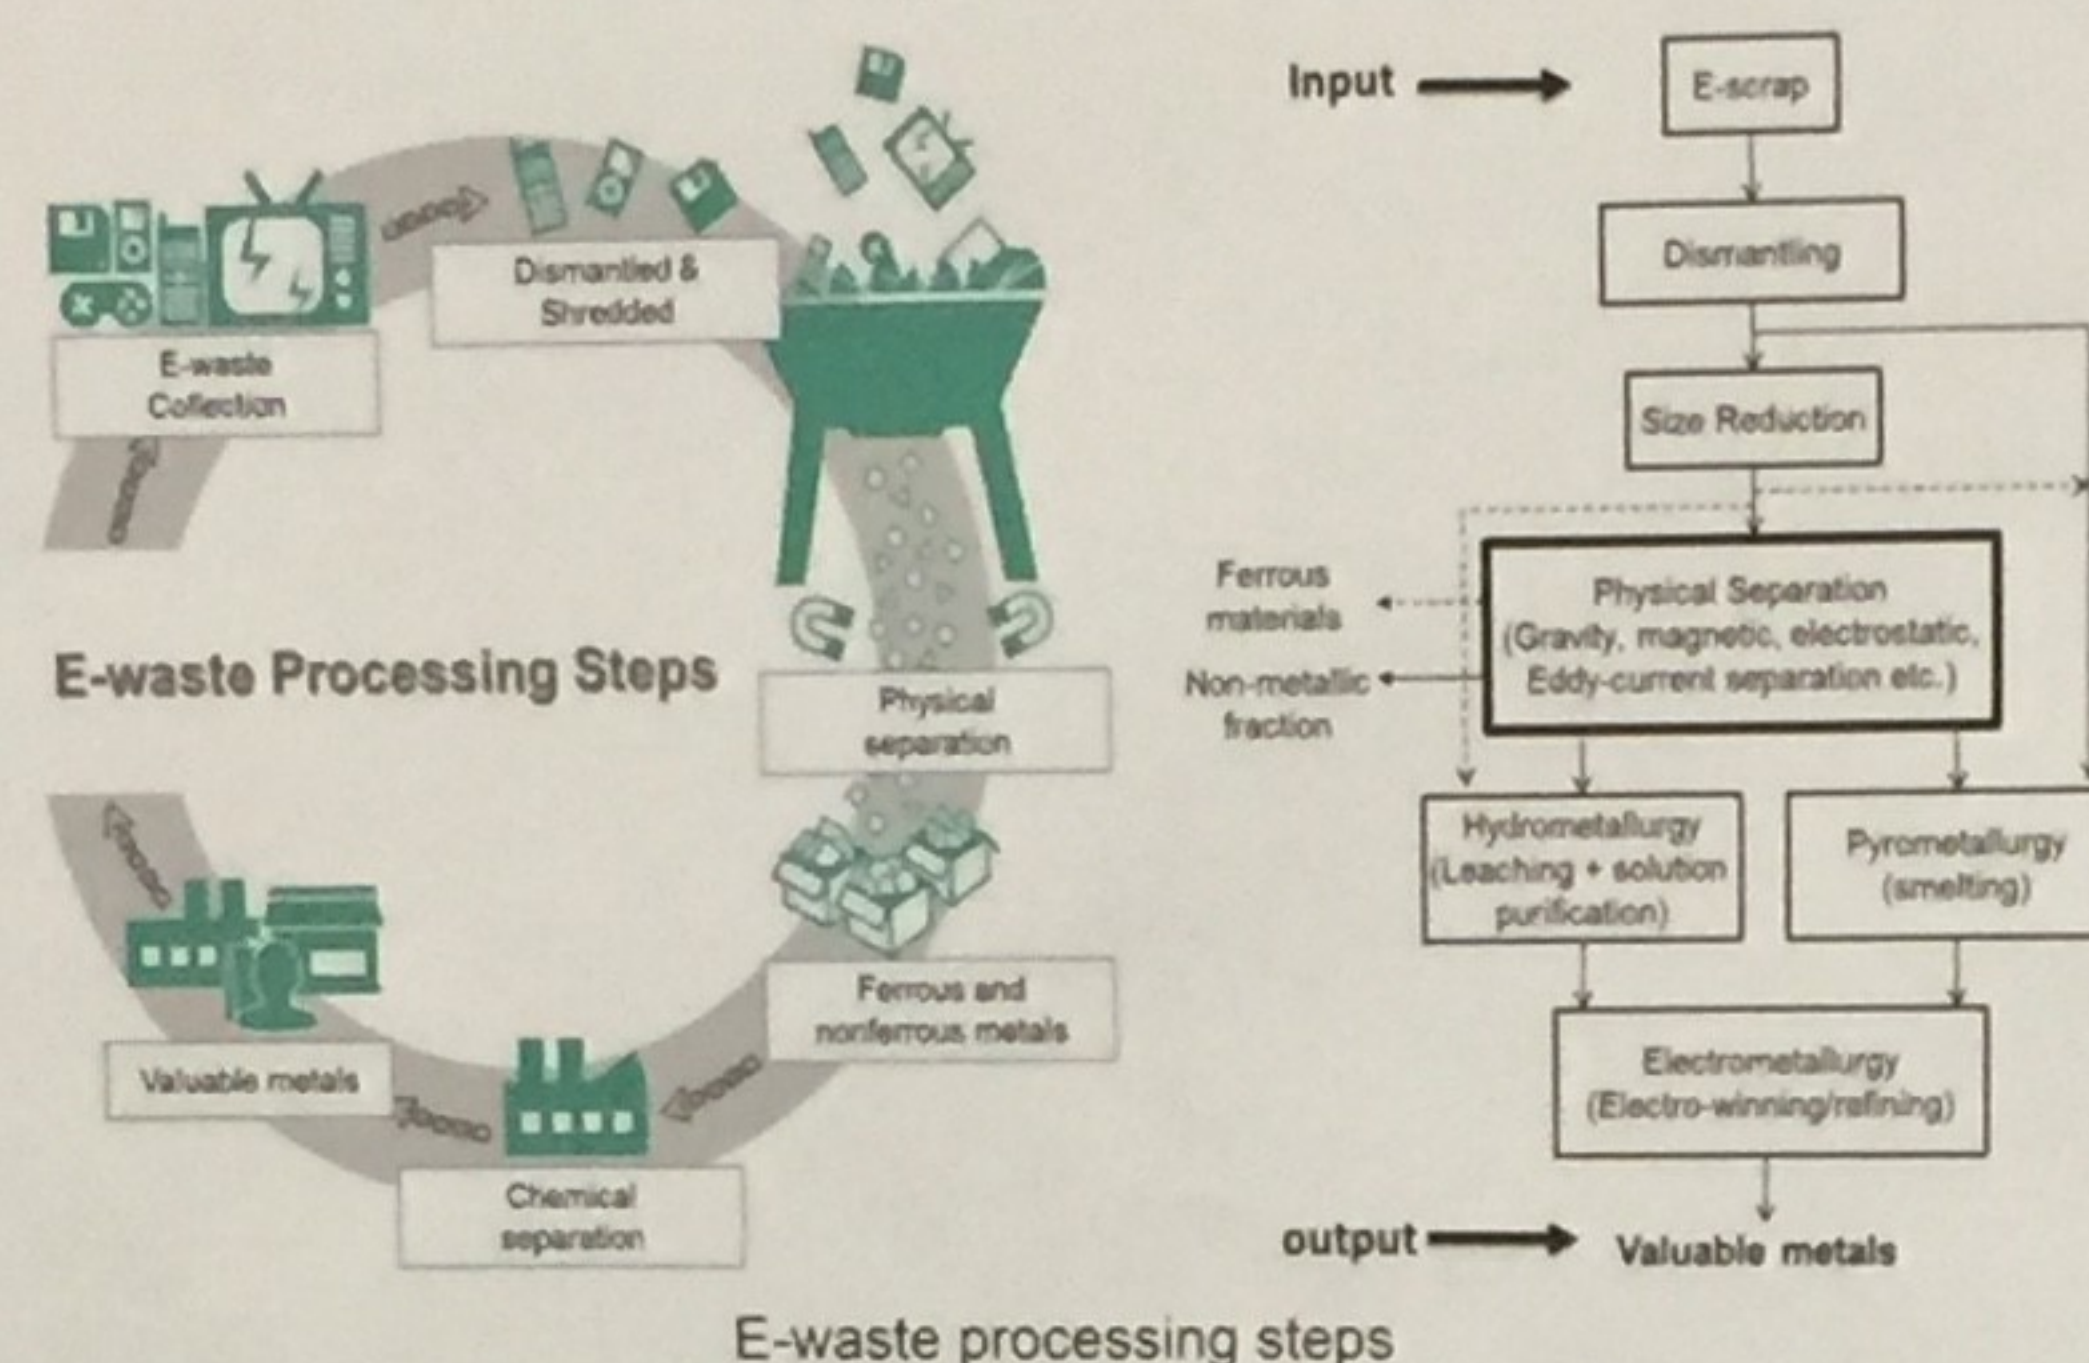 E-waste
Collection
Dismantled &
Shredded
E-waste Processing Steps
Physical
separation
Ferrous and
nonferrous metals
Chemical
separation
Valuable metals
Input
E-scrap
Dismantling
Size Reduction
Physical Separation
(Gravity, magnetic, electrostatic,
Eddy-current separation etc.)
Ferrous
materials
Non-metallic
fraction
Hydrometallurgy
(Leaching + solution
purification)
Pyrometallurgy
(smelting)
Electrometallurgy
(Electro-winning/refining)
output
Valuable metals
E-waste processing steps